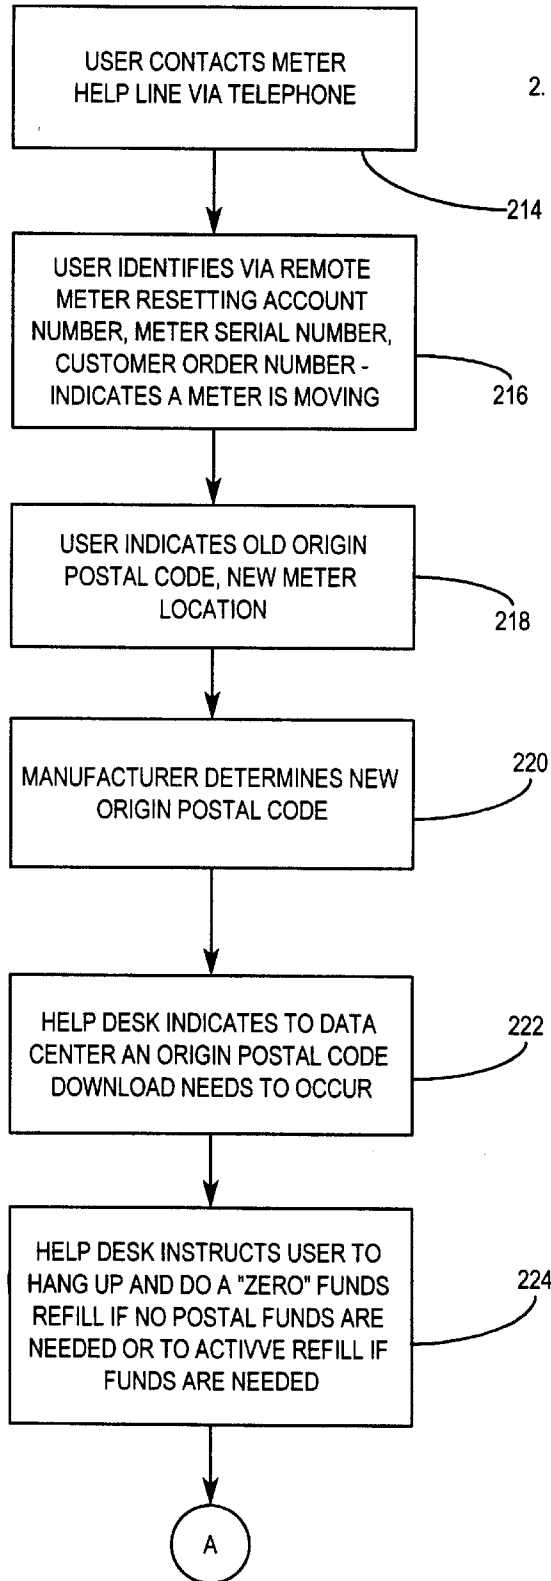 USER CONTACTS METER
HELP LINE VIA TELEPHONE
2.
214
USER IDENTIFIES VIA REMOTE
METER RESETTING ACCOUNT
NUMBER, METER SERIAL NUMBER,
CUSTOMER ORDER NUMBER -
INDICATES A METER IS MOVING
216
USER INDICATES OLD ORIGIN
POSTAL CODE, NEW METER
LOCATION
218
MANUFACTURER DETERMINES NEW
ORIGIN POSTAL CODE
220
HELP DESK INDICATES TO DATA
CENTER AN ORIGIN POSTAL CODE
DOWNLOAD NEEDS TO OCCUR
222
HELP DESK INSTRUCTS USER TO
HANG UP AND DO A "ZERO" FUNDS
REFILL IF NO POSTAL FUNDS ARE
NEEDED OR TO ACTIVVE REFILL IF
FUNDS ARE NEEDED
224
A